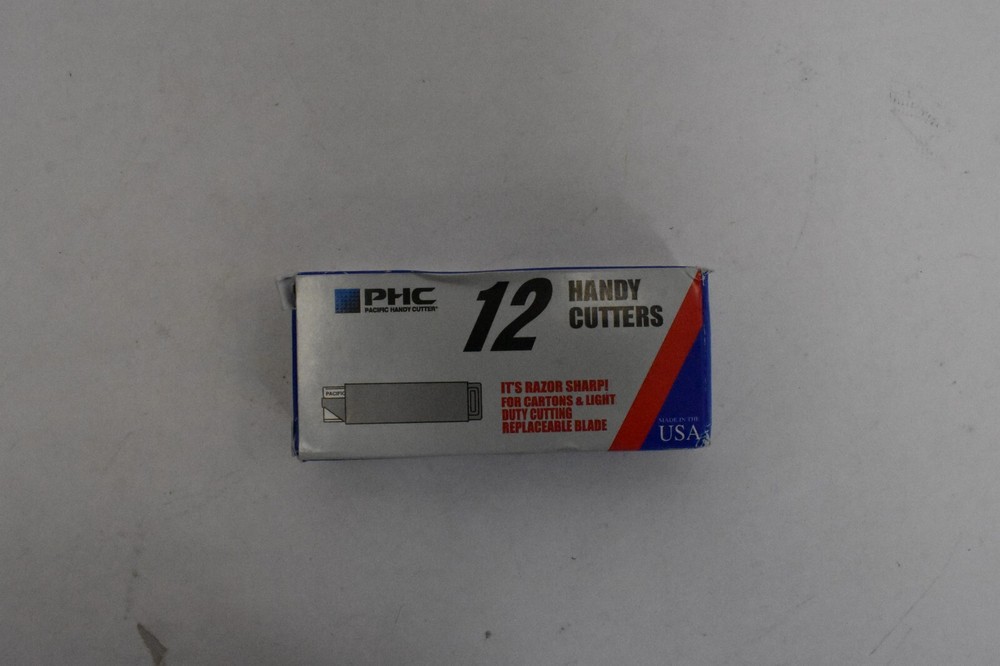 PHC
PACIFIC HANDY CUTTER
12
HANDY
CUTTERS
PACIFIC
IT'S RAZOR SHARP!
FOR CARTONS & LIGHT
DUTY CUTTING
REPLACEABLE BLADE
MADE IN THE
USA